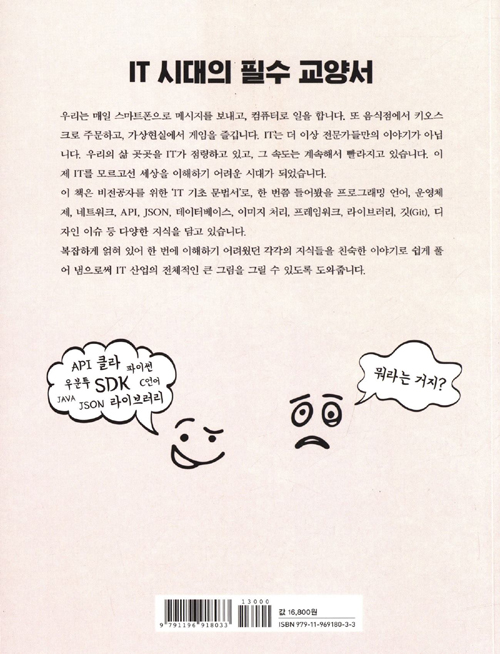 IT 시대의 필수 교양서
우리는 매일 스마트폰으로 메시지를 보내고, 컴퓨터로 일을 합니다. 또 음식점에서 키오스
크로 주문하고, 가상현실에서 게임을 즐깁니다. IT는 더 이상 전문가들만의 이야기가 아닙
니다. 우리의 삶 곳곳을 IT가 점령하고 있고, 그 속도는 계속해서 빨라지고 있습니다. 이
제 IT를 모르고선 세상을 이해하기 어려운 시대가 되었습니다.
이 책은 비전공자를 위한 'IT 기초 문법서'로, 한 번쯤 들어봤을 프로그래밍 언어, 운영체
제, 네트워크, API, JSON, 데이터베이스, 이미지 처리, 프레임워크, 라이브러리, 깃(Git), 디
자인 이슈 등 다양한 지식을 담고 있습니다.
복잡하게 얽혀 있어 한 번에 이해하기 어려웠던 각각의 지식들을 친숙한 이야기로 쉽게 풀
어 냄으로써 IT 산업의 전체적인 큰 그림을 그릴 수 있도록 도와줍니다.
API 클라 파이썬
우분투 SDK C언어
JAVA JSON 라이브러리
뭐라는 거지?
13000
값 16,800원
9791196918033
ISBN 979-11-969180-3-3